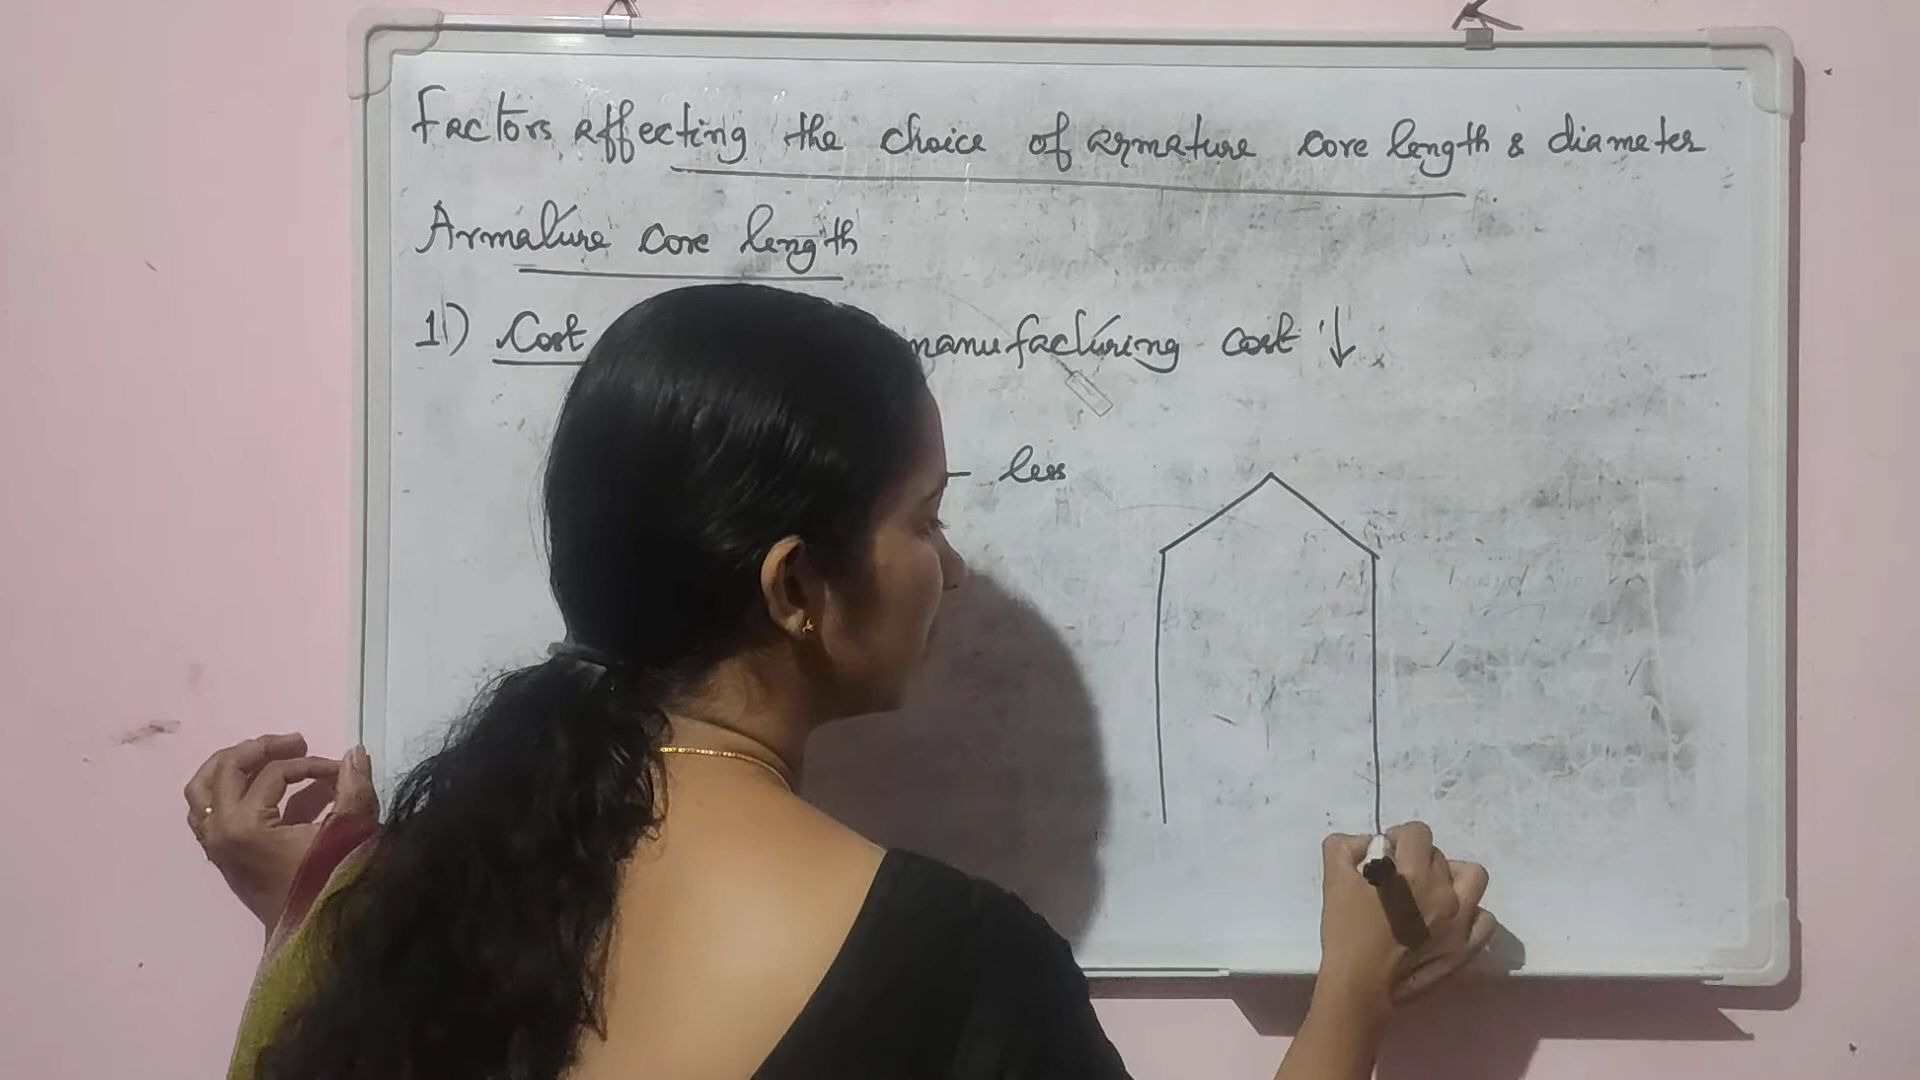 Factors affecting the choice of armature core length & diameter
Armature core length
1) Cost manufacturing cost ↓
- less